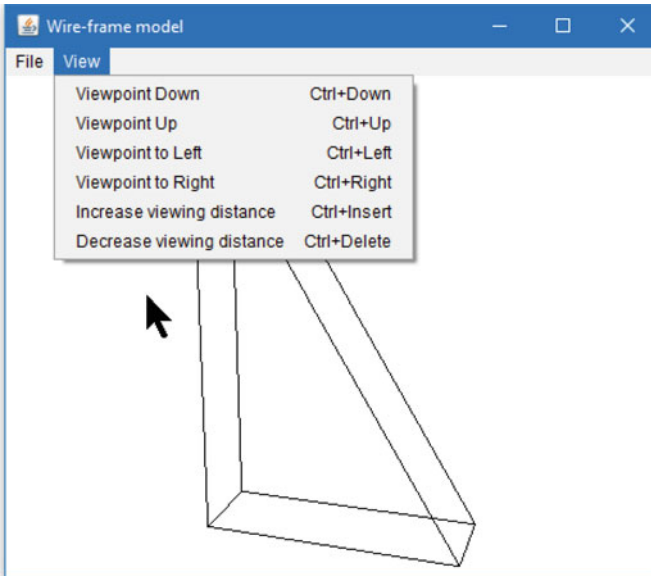 Wire-frame model
File View
Viewpoint Down Ctrl+Down
Viewpoint Up Ctrl+Up
Viewpoint to Left Ctrl+Left
Viewpoint to Right Ctrl+Right
Increase viewing distance Ctrl+Insert
Decrease viewing distance Ctrl+Delete